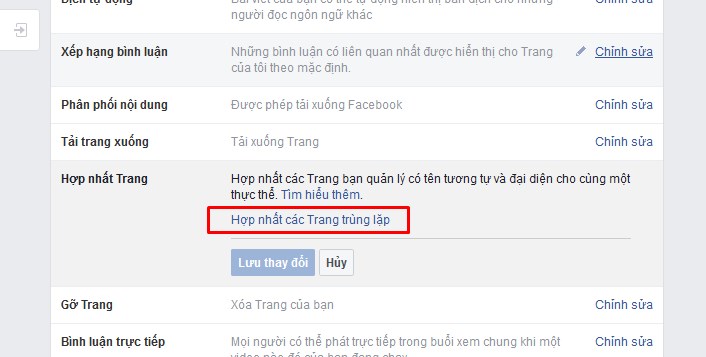 Dịch tự động Bài viết của bạn có thể tự động hiển thị bản dịch cho những Chỉnh sửa
người đọc ngôn ngữ khác
Xếp hạng bình luận Những bình luận có liên quan nhất được hiển thị cho Trang Chỉnh sửa
của tôi theo mặc định.
Phân phối nội dung Được phép tải xuống Facebook Chỉnh sửa
Tải trang xuống Tải xuống Trang Chỉnh sửa
Hợp nhất Trang Hợp nhất các Trang bạn quản lý có tên tương tự và đại diện cho cùng một
thực thể. Tìm hiểu thêm.
Hợp nhất các Trang trùng lặp
Lưu thay đổi Hủy
Gỡ Trang Xóa Trang của bạn Chỉnh sửa
Bình luận trực tiếp Mọi người có thể phát trực tiếp trong buổi xem chung khi một Chỉnh sửa
video nào đó của bạn đang chạy